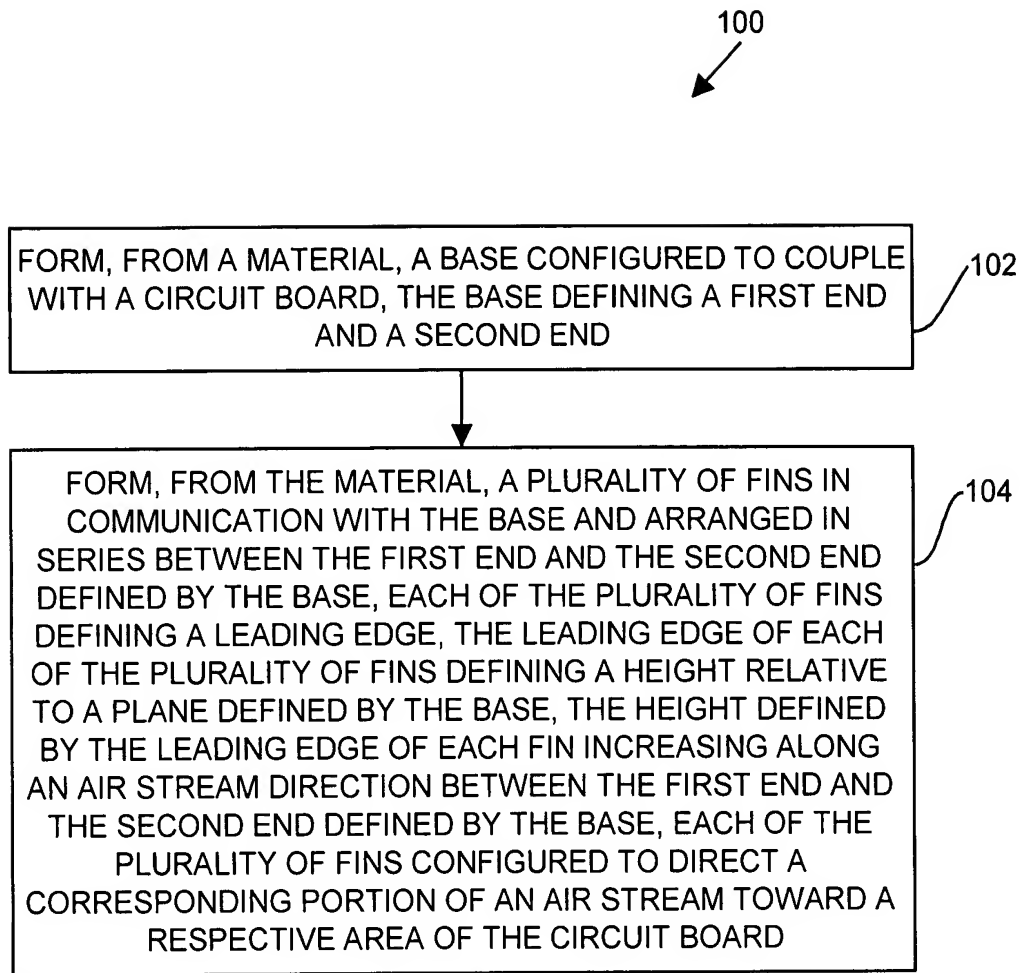 100
FORM, FROM A MATERIAL, A BASE CONFIGURED TO COUPLE
WITH A CIRCUIT BOARD, THE BASE DEFINING A FIRST END
AND A SECOND END
102
FORM, FROM THE MATERIAL, A PLURALITY OF FINS IN
COMMUNICATION WITH THE BASE AND ARRANGED IN
SERIES BETWEEN THE FIRST END AND THE SECOND END
DEFINED BY THE BASE, EACH OF THE PLURALITY OF FINS
DEFINING A LEADING EDGE, THE LEADING EDGE OF EACH
OF THE PLURALITY OF FINS DEFINING A HEIGHT RELATIVE
TO A PLANE DEFINED BY THE BASE, THE HEIGHT DEFINED
BY THE LEADING EDGE OF EACH FIN INCREASING ALONG
AN AIR STREAM DIRECTION BETWEEN THE FIRST END AND
THE SECOND END DEFINED BY THE BASE, EACH OF THE
PLURALITY OF FINS CONFIGURED TO DIRECT A
CORRESPONDING PORTION OF AN AIR STREAM TOWARD A
RESPECTIVE AREA OF THE CIRCUIT BOARD
104